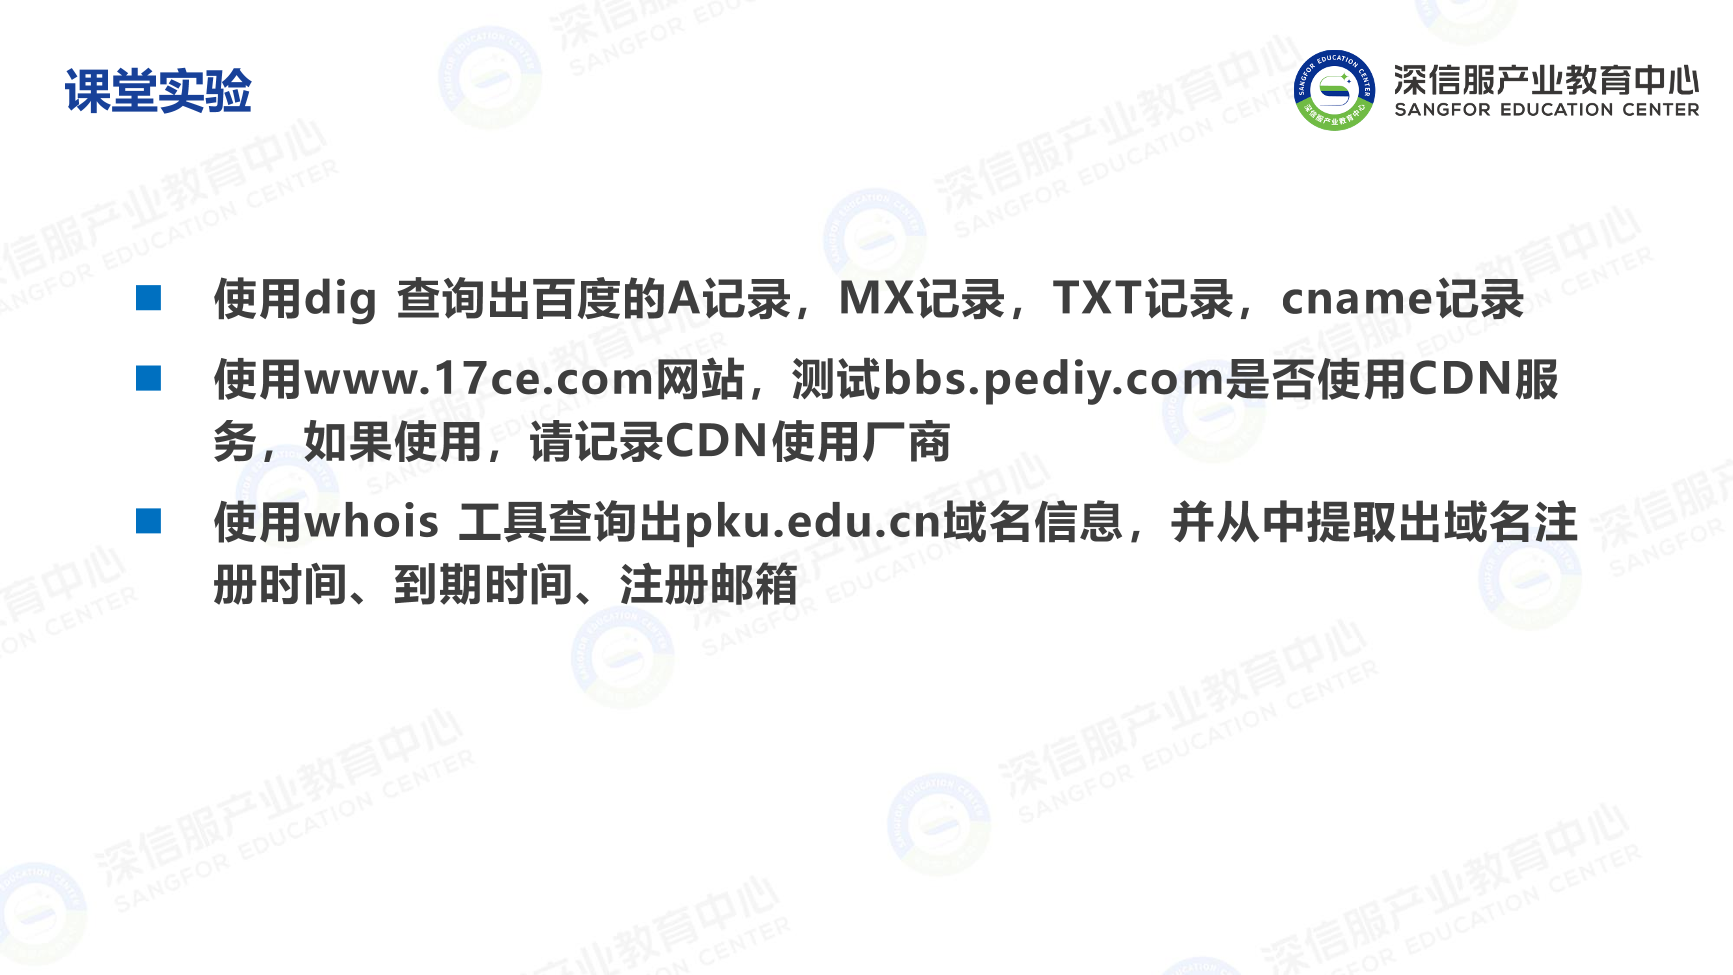 课堂实验
深信服产业教育中心
SANGFOR EDUCATION CENTER
使用dig 查询出百度的A记录，MX记录，TXT记录，cname记录
使用www.17ce.com网站，测试bbs.pediy.com是否使用CDN服
务，如果使用，请记录CDN使用厂商
使用whois 工具查询出pku.edu.cn域名信息，并从中提取出域名注
册时间、到期时间、注册邮箱